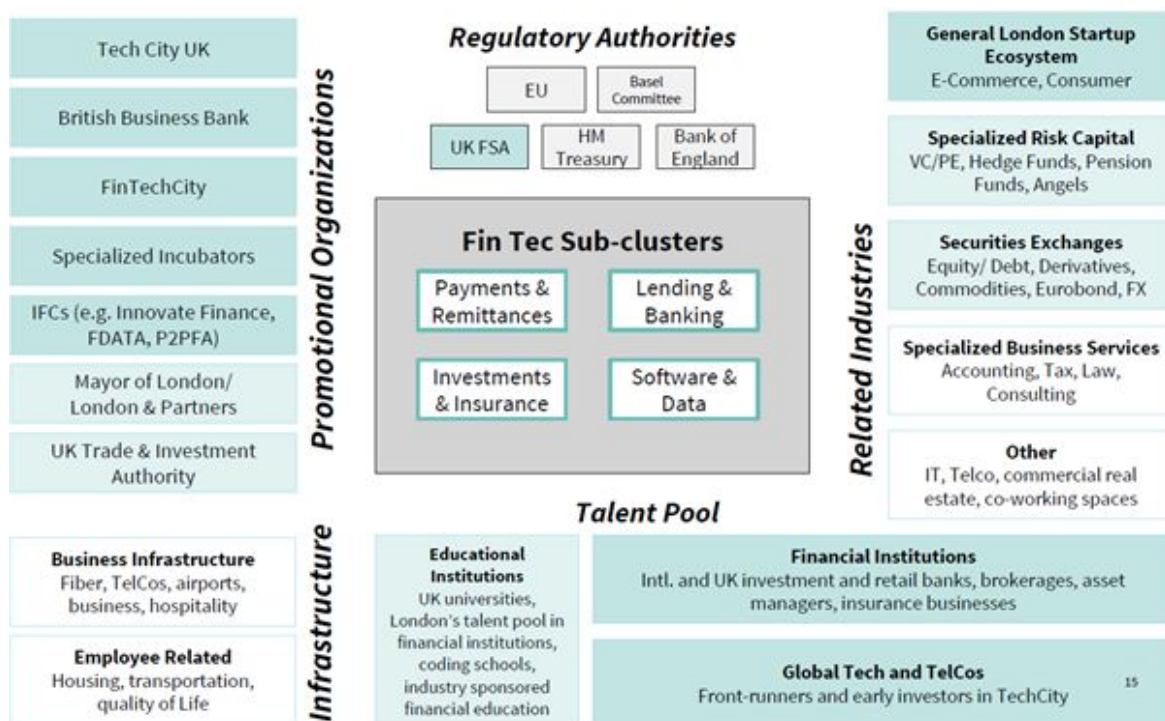 Tech City UK
British Business Bank
FinTechCity
Specialized Incubators
IFCs (e.g. Innovate Finance,
FDATA, P2PFA)
Mayor of London/
London & Partners
UK Trade & Investment
Authority
Promotional Organizations
Regulatory Authorities
EU
Basel
Committee
UK FSA
HM
Treasury
Bank of
England
Fin Tec Sub-clusters
Payments &
Remittances
Lending &
Banking
Investments
& Insurance
Software &
Data
Related Industries
General London Startup
Ecosystem
E-Commerce, Consumer
Specialized Risk Capital
VC/PE, Hedge Funds, Pension
Funds, Angels
Securities Exchanges
Equity/ Debt, Derivatives,
Commodities, Eurobond, FX
Specialized Business Services
Accounting, Tax, Law,
Consulting
Other
IT, Telco, commercial real
estate, co-working spaces
Business Infrastructure
Fiber, TelCos, airports,
business, hospitality
Employee Related
Housing, transportation,
quality of Life
Infrastructure
Talent Pool
Educational
Institutions
UK universities,
London's talent pool in
financial institutions,
coding schools,
industry sponsored
financial education
Financial Institutions
Intl. and UK investment and retail banks, brokerages, asset
managers, insurance businesses
Global Tech and TelCos
Front-runners and early investors in TechCity
15